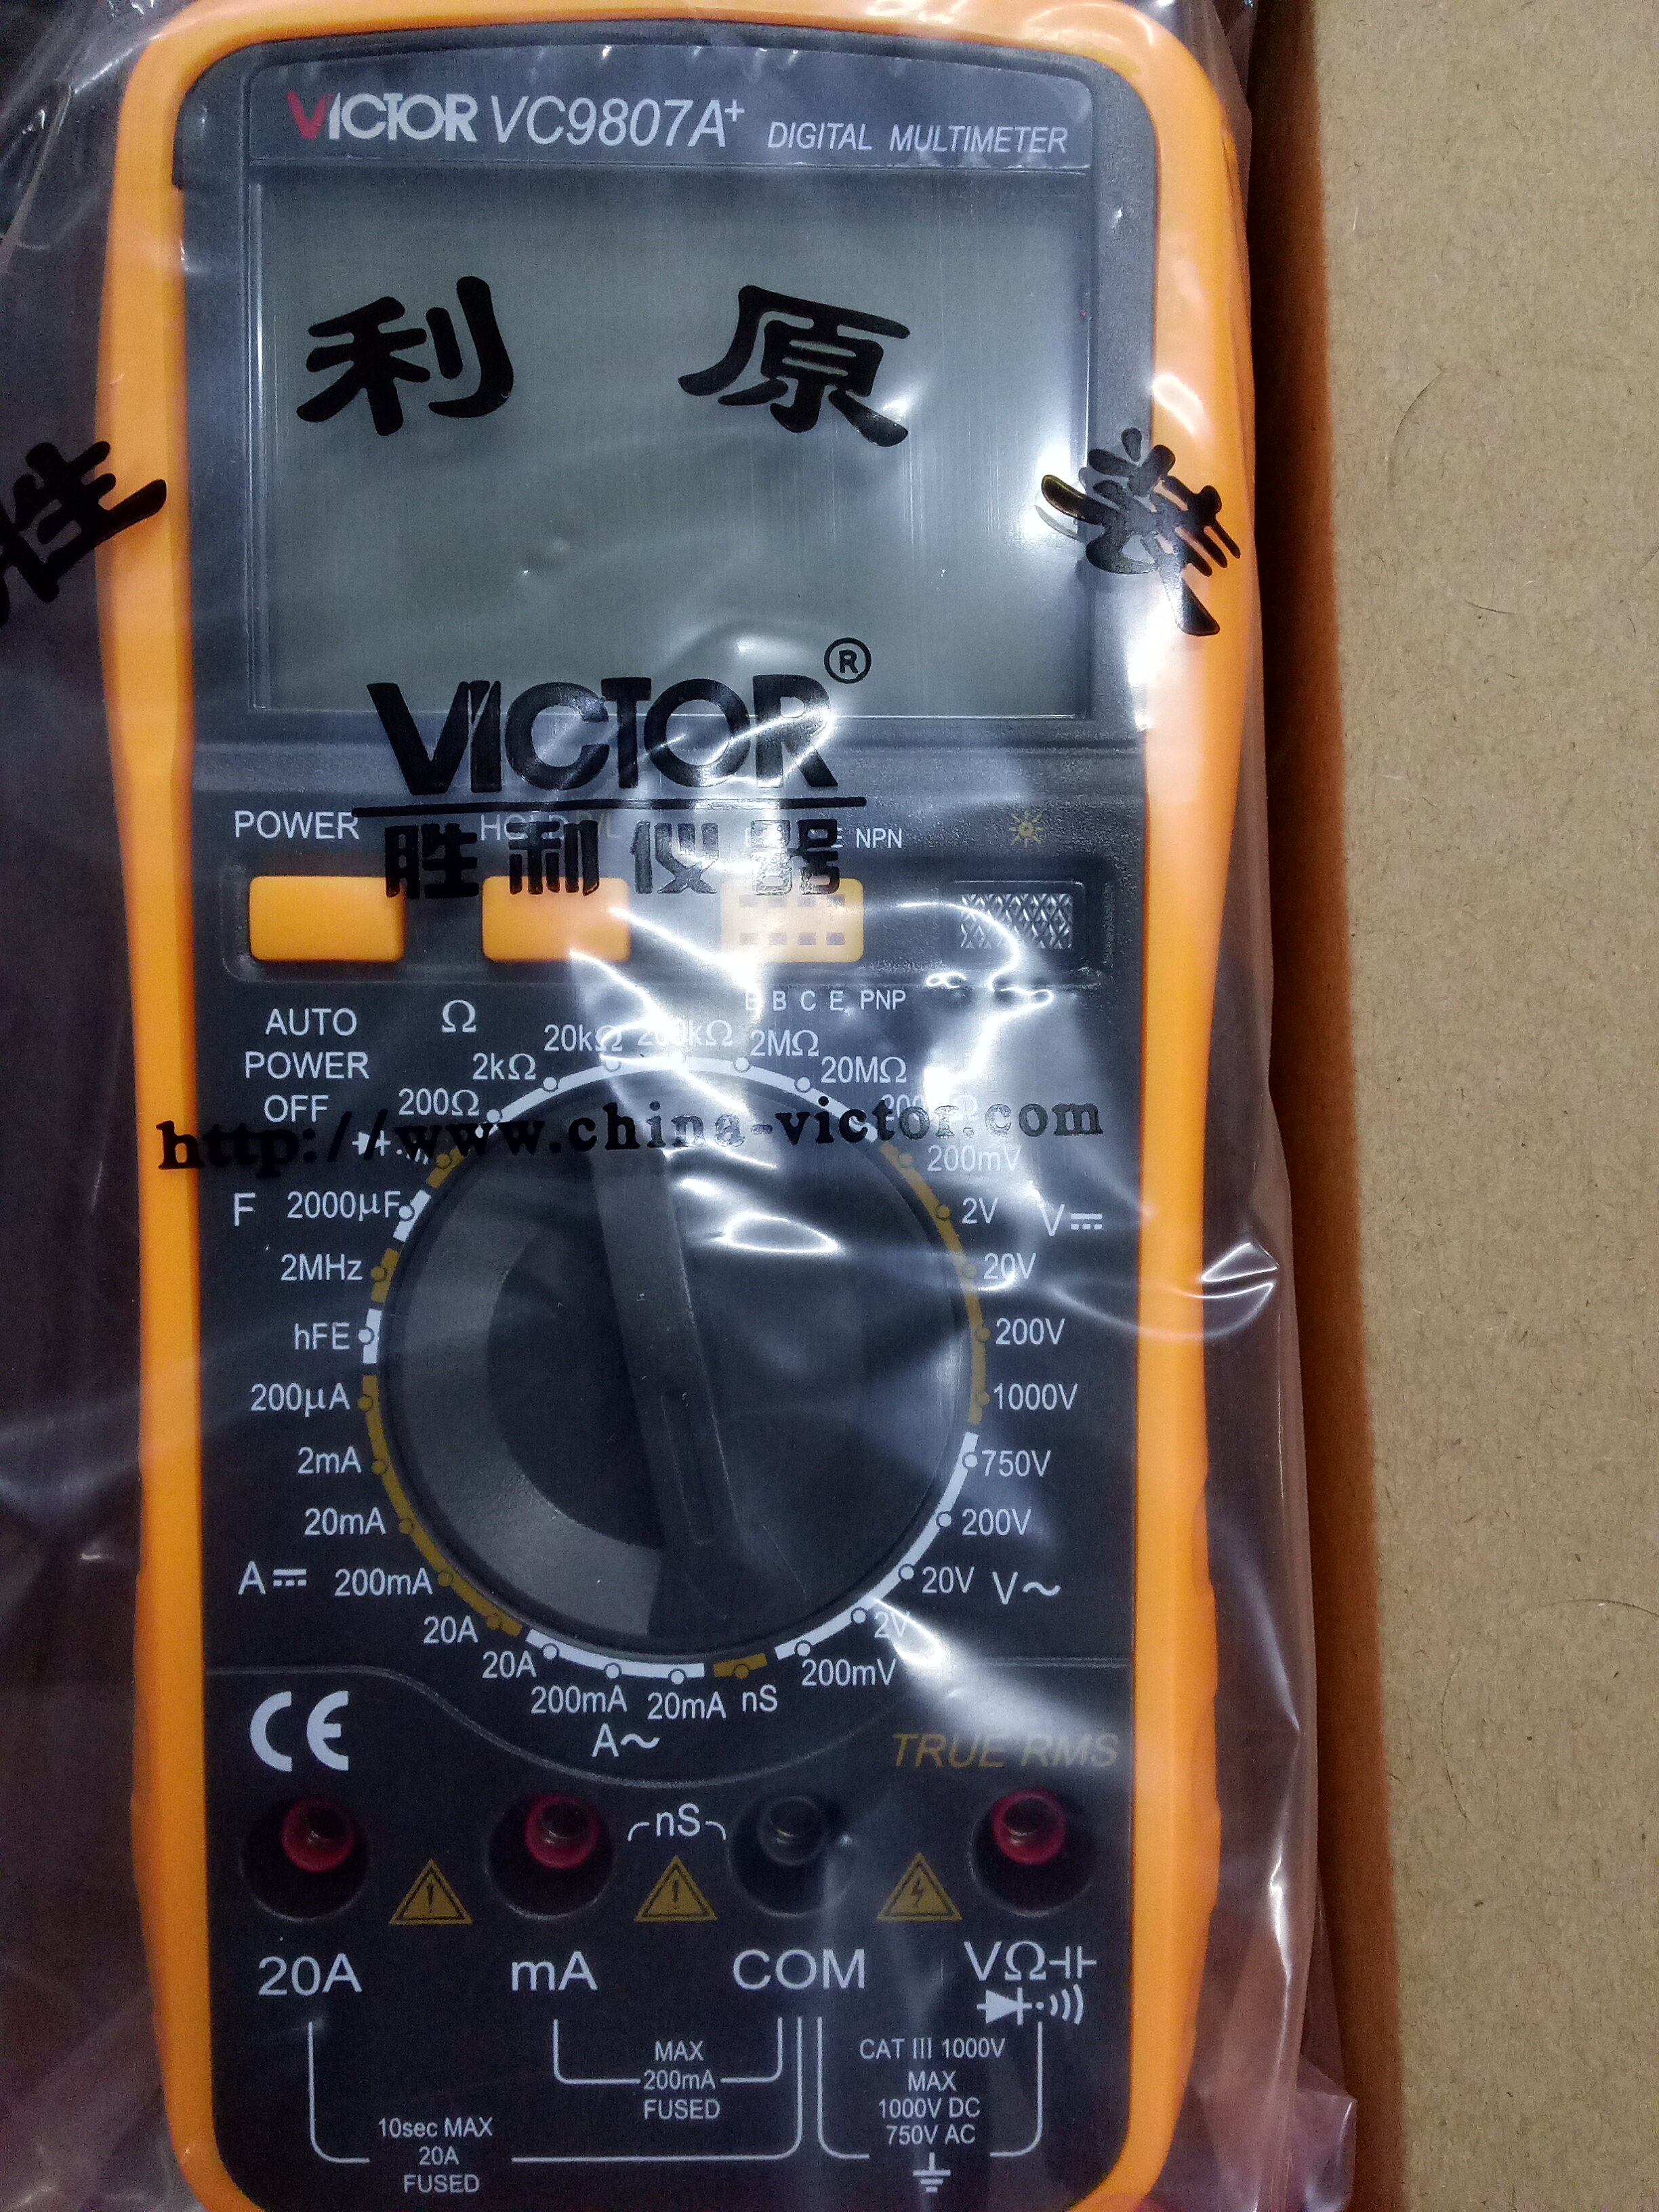 VICTOR VC9807A+ DIGITAL MULTIMETER
胜利原装
VICTOR®
胜利仪器
POWER
HOLD
E NPN
B C E PNP
AUTO
POWER
OFF
Ω
200Ω
2kΩ
20kΩ
200kΩ
2MΩ
20MΩ
http://www.china-victor.com
200mV
2V
V⎓
20V
200V
1000V
750V
200V
20V
V~
2V
200mV
F 2000μF
2MHz
hFE
200μA
2mA
20mA
A⎓ 200mA
20A
20A
200mA
20mA
nS
A~
CE
TRUE RMS
nS
20A
mA
COM
VΩ
MAX
200mA
FUSED
10sec MAX
20A
FUSED
CAT III 1000V
MAX
1000V DC
750V AC